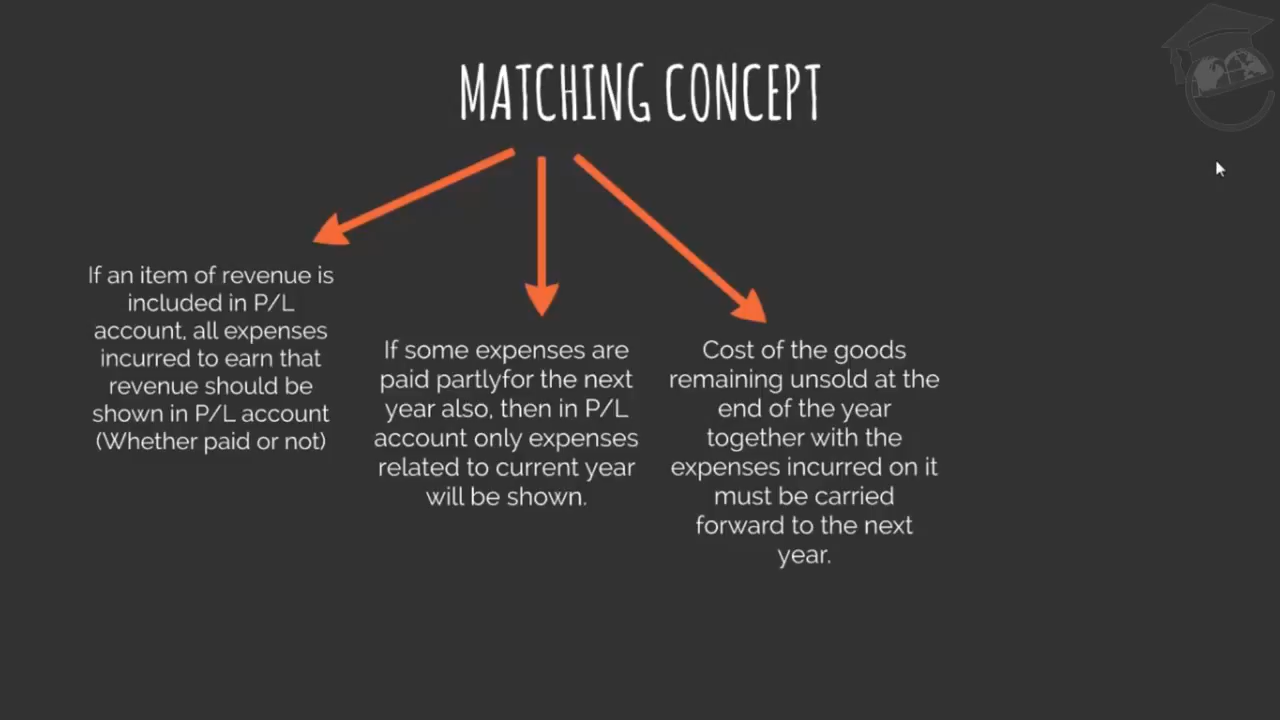 MATCHING CONCEPT
If an item of revenue is
included in P/L
account, all expenses
incurred to earn that
revenue should be
shown in P/L account
(Whether paid or not)
If some expenses are
paid partlyfor the next
year also, then in P/L
account only expenses
related to current year
will be shown.
Cost of the goods
remaining unsold at the
end of the year
together with the
expenses incurred on it
must be carried
forward to the next
year.